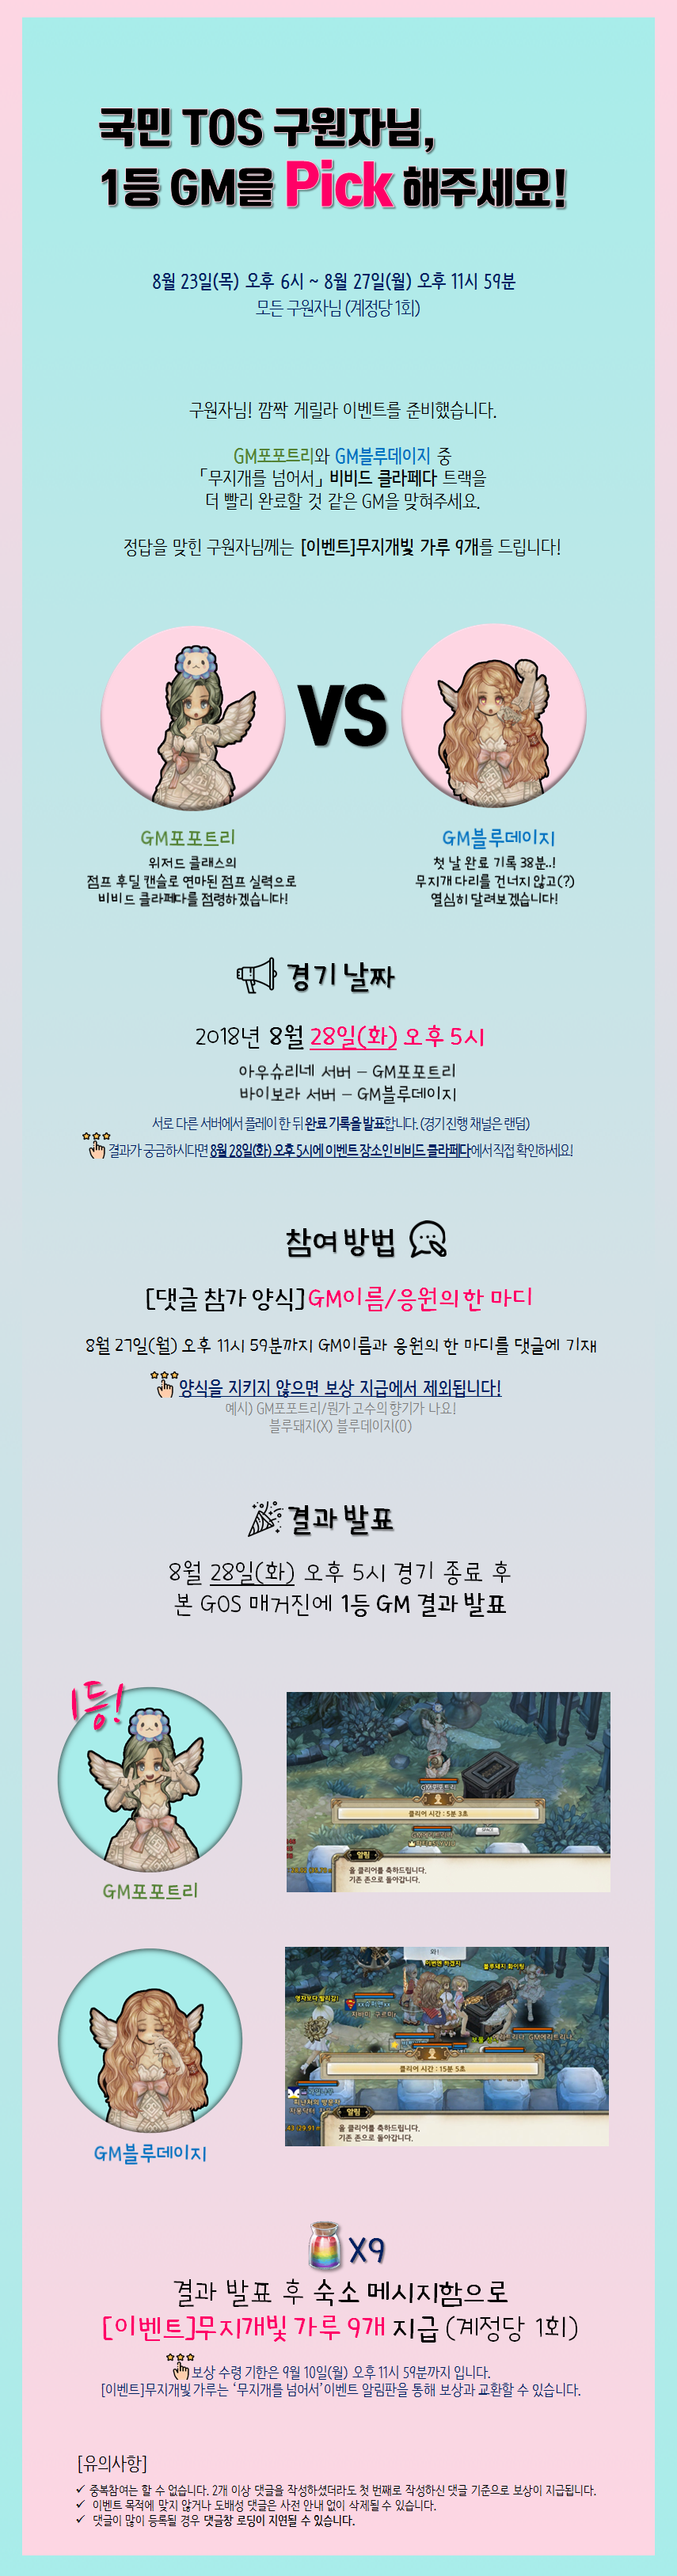 국민 TOS 구원자님,
1등 GM을 Pick 해주세요!
8월 23일(목) 오후 6시 ~ 8월 27일(월) 오후 11시 59분
모든 구원자님 (계정당 1회)
구원자님! 깜짝 게릴라 이벤트를 준비했습니다.
GM포포트리와 GM블루데이지 중
「무지개를 넘어서」 비비드 클라페다 트랙을
더 빨리 완료할 것 같은 GM을 맞혀주세요.
정답을 맞힌 구원자님께는 [이벤트]무지개빛 가루 9개를 드립니다!
VS
GM포포트리
위저드 클래스의
점프 후딜 캔슬로 연마된 점프 실력으로
비비드 클라페다를 점령하겠습니다!
GM블루데이지
첫 날 완료 기록 38분..!
무지개 다리를 건너지 않고(?)
열심히 달려보겠습니다!
경기 날짜
2018년 8월 28일(화) 오후 5시
아우슈리네 서버 – GM포포트리
바이보라 서버 – GM블루데이지
서로 다른 서버에서 플레이 한 뒤 완료 기록을 발표합니다. (경기 진행 채널은 랜덤)
결과가 궁금하시다면 8월 28일(화) 오후 5시에 이벤트 장소인 비비드 클라페다에서 직접 확인하세요!
참여 방법
[댓글 참가 양식]GM이름/응원의 한 마디
8월 27일(월) 오후 11시 59분까지 GM이름과 응원의 한 마디를 댓글에 기재
양식을 지키지 않으면 보상 지급에서 제외됩니다!
예시) GM포포트리/뭔가 고수의 향기가 나요!
블루돼지(X) 블루데이지(O)
결과 발표
8월 28일(화) 오후 5시 경기 종료 후
본 GOS 매거진에 1등 GM 결과 발표
1등!
GM포포트리
GM포포트리
클리어 시간 : 5분 3초
SPACE
알림
올 클리어를 축하드립니다.
기존 존으로 돌아갑니다.
GM블루데이지
와!
블루돼지 화이팅
클리어 시간 : 15분 5초
알림
올 클리어를 축하드립니다.
기존 존으로 돌아갑니다.
X9
결과 발표 후 숙소 메시지함으로
[이벤트]무지개빛 가루 9개 지급 (계정당 1회)
보상 수령 기한은 9월 10일(월) 오후 11시 59분까지 입니다.
[이벤트]무지개빛 가루는 ‘무지개를 넘어서’ 이벤트 알림판을 통해 보상과 교환할 수 있습니다.
[유의사항]
✓ 중복참여는 할 수 없습니다. 2개 이상 댓글을 작성하셨더라도 첫 번째로 작성하신 댓글 기준으로 보상이 지급됩니다.
✓ 이벤트 목적에 맞지 않거나 도배성 댓글은 사전 안내 없이 삭제될 수 있습니다.
✓ 댓글이 많이 등록될 경우 댓글창 로딩이 지연될 수 있습니다.